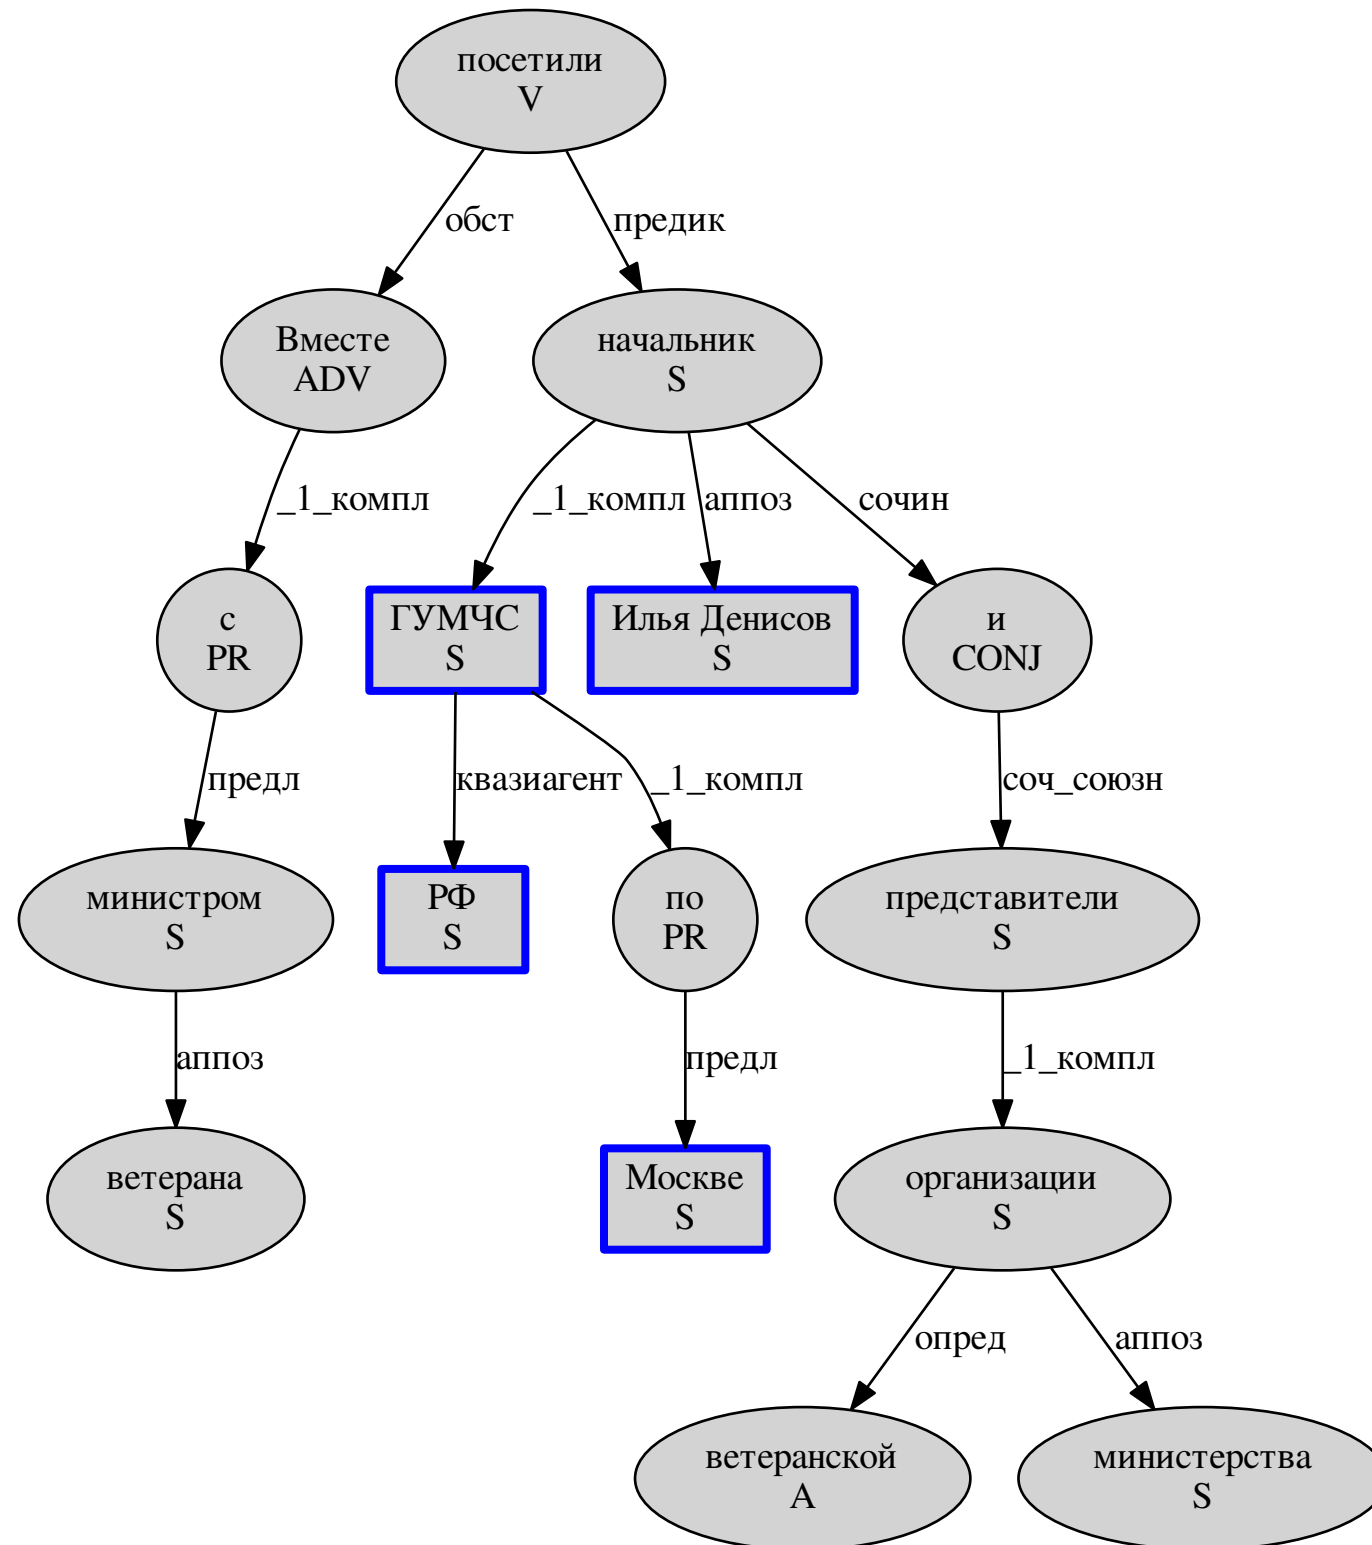 посетили
V
обст
предик
Вместе
ADV
начальник
S
_1_компл
_1_компл
аппоз
сочин
с
PR
ГУМЧС
S
Илья Денисов
S
и
CONJ
предл
квазиагент
_1_компл
соч_союзн
министром
S
РФ
S
по
PR
представители
S
аппоз
предл
_1_компл
ветерана
S
Москве
S
организации
S
опред
аппоз
ветеранской
A
министерства
S